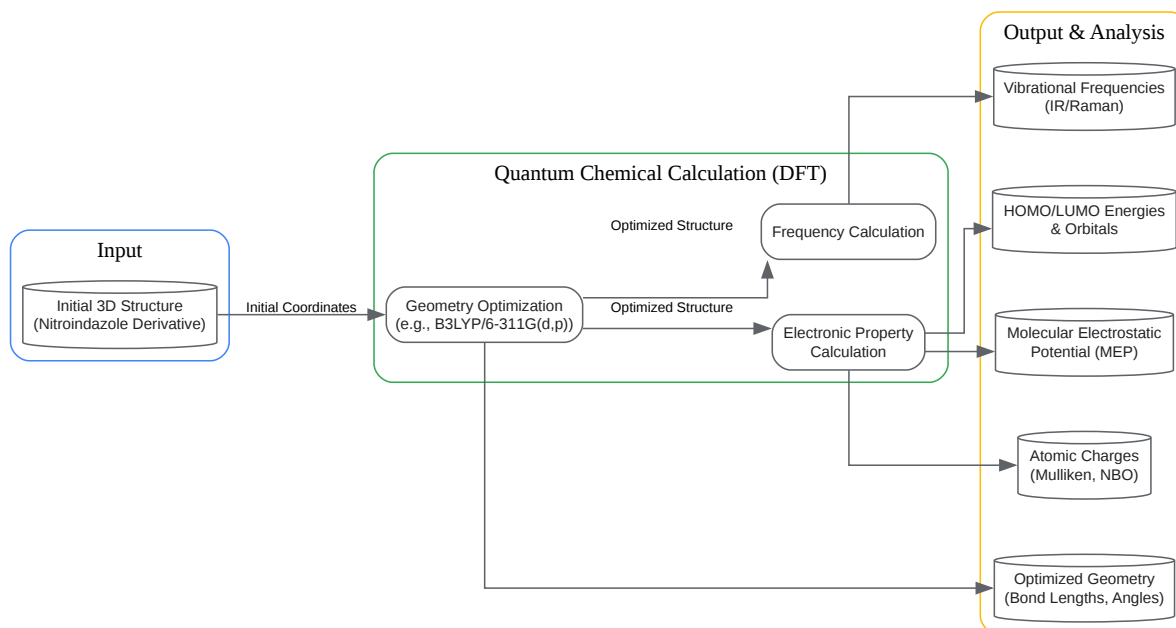 Output & Analysis
Vibrational Frequencies
(IR/Raman)
Quantum Chemical Calculation (DFT)
Optimized Structure
Frequency Calculation
HOMO/LUMO Energies
& Orbitals
Input
Initial 3D Structure
(Nitroindazole Derivative)
Initial Coordinates
Geometry Optimization
(e.g., B3LYP/6-311G(d,p))
Optimized Structure
Electronic Property
Calculation
Molecular Electrostatic
Potential (MEP)
Atomic Charges
(Mulliken, NBO)
Optimized Geometry
(Bond Lengths, Angles)